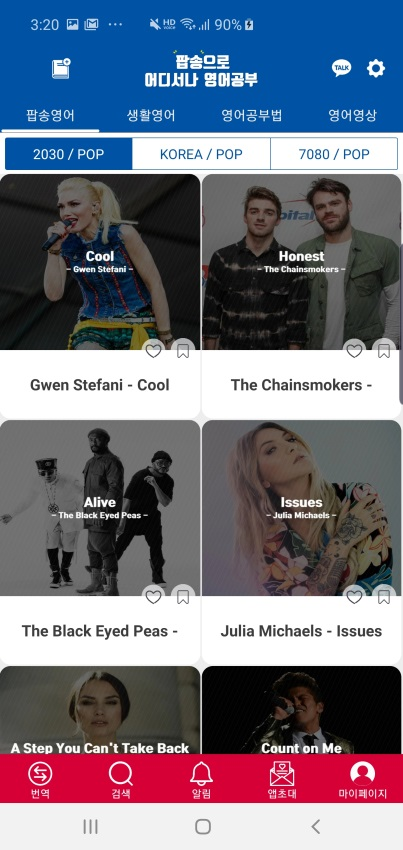 3:20
HD
VOICE
90%
팝송으로
어디서나 영어공부
TALK
팝송영어
생활영어
영어공부법
영어영상
2030 / POP
KOREA / POP
7080 / POP
Cool
– Gwen Stefani –
Honest
– The Chainsmokers –
Gwen Stefani - Cool
The Chainsmokers -
Alive
– The Black Eyed Peas –
Issues
– Julia Michaels –
The Black Eyed Peas -
Julia Michaels - Issues
A Step You Can't Take Back
Count on Me
번역
검색
알림
앱초대
마이페이지